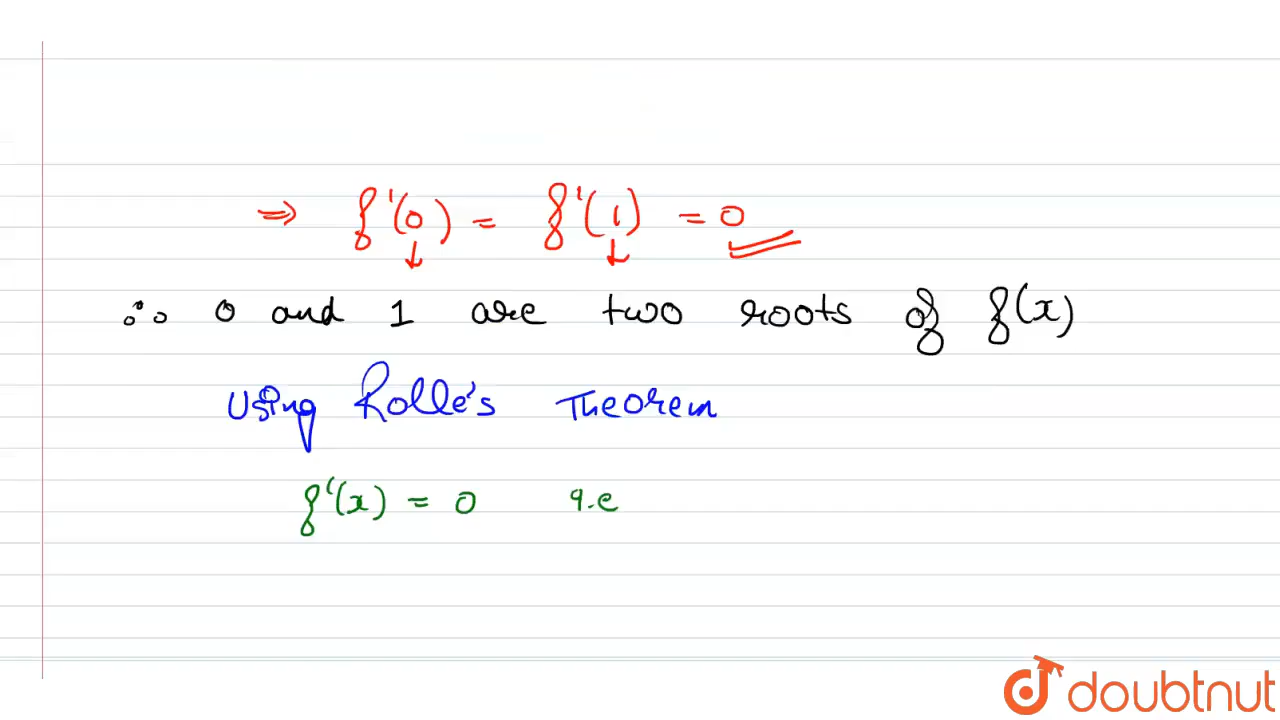 ⇒ f'(0) = f'(1) = 0
∴ 0 and 1 are two roots of f(x)
Using Rolle's Theorem
f'(x) = 0 i.e
doubtnut